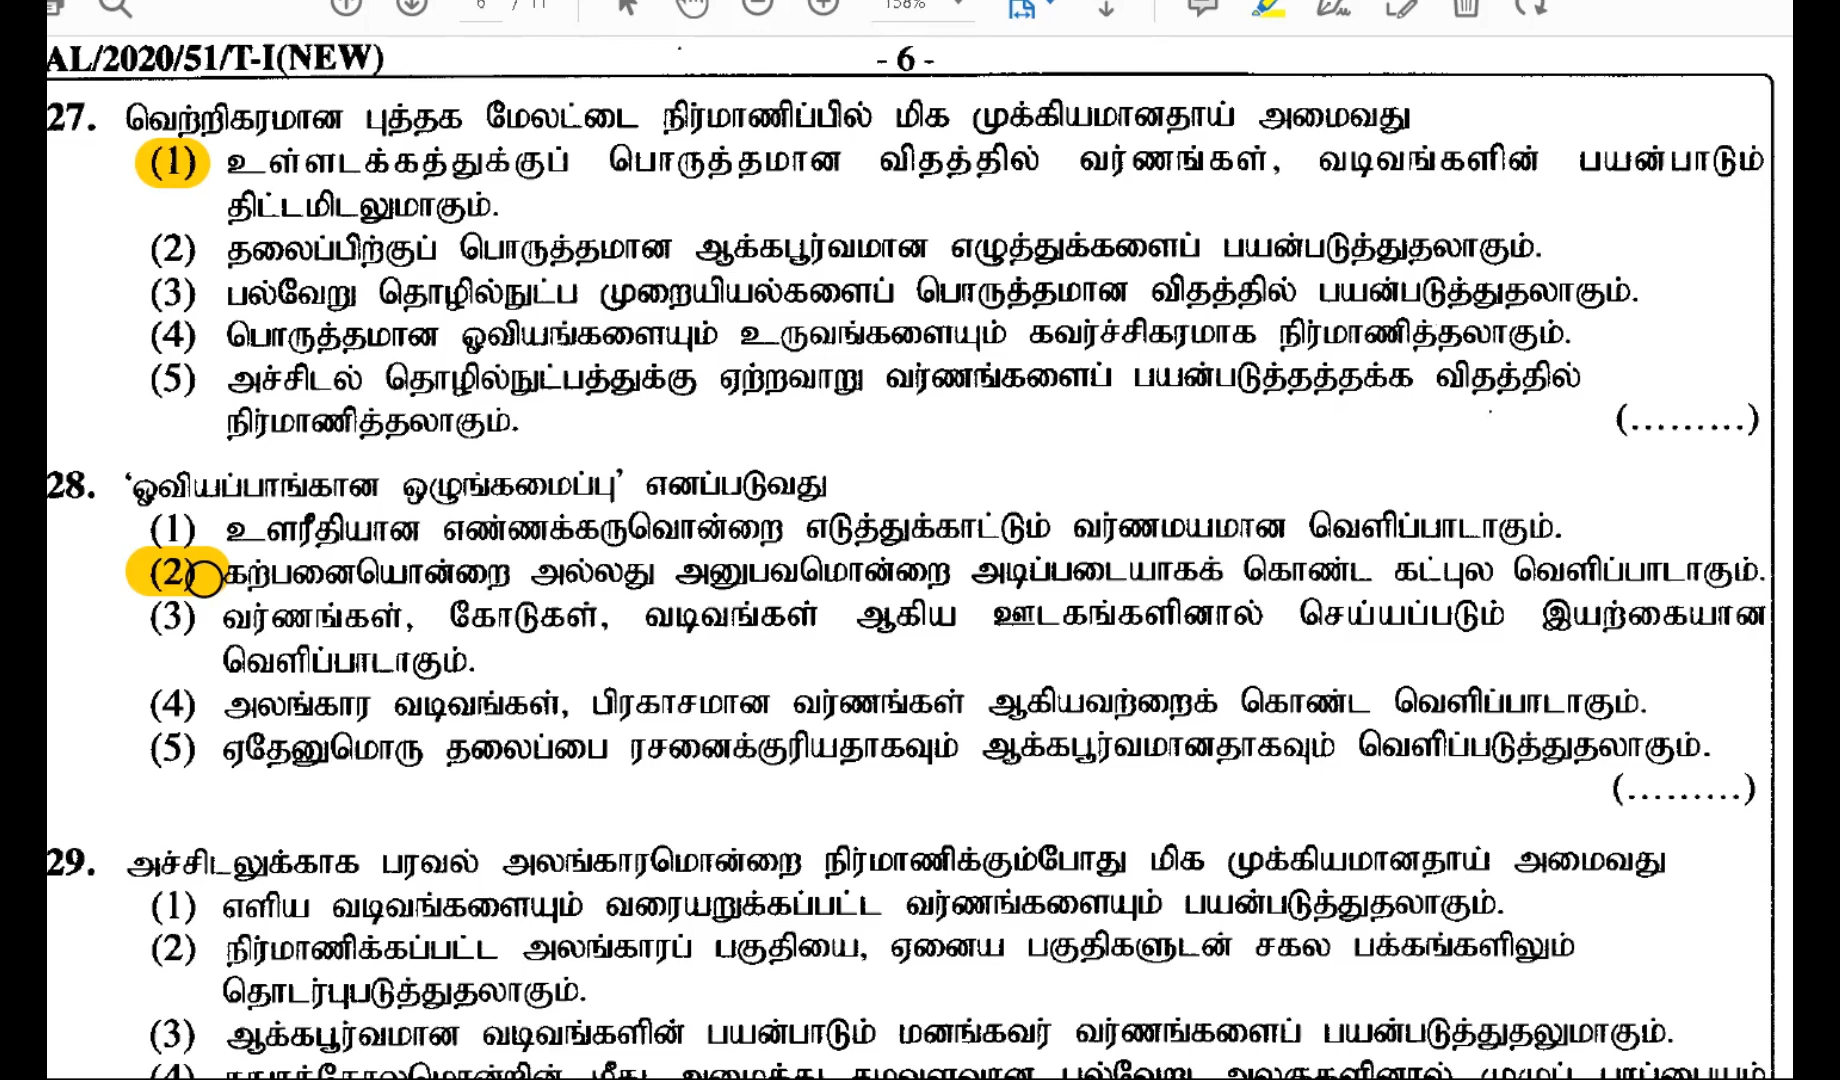 6 / 11 158%
AL/2020/51/T-I(NEW) - 6 -
27. வெற்றிகரமான புத்தக மேலட்டை நிர்மாணிப்பில் மிக முக்கியமானதாய் அமைவது
(1) உள்ளடக்கத்துக்குப் பொருத்தமான விதத்தில் வர்ணங்கள், வடிவங்களின் பயன்பாடும்
திட்டமிடலுமாகும்.
(2) தலைப்பிற்குப் பொருத்தமான ஆக்கபூர்வமான எழுத்துக்களைப் பயன்படுத்துதலாகும்.
(3) பல்வேறு தொழில்நுட்ப முறையியல்களைப் பொருத்தமான விதத்தில் பயன்படுத்துதலாகும்.
(4) பொருத்தமான ஓவியங்களையும் உருவங்களையும் கவர்ச்சிகரமாக நிர்மாணித்தலாகும்.
(5) அச்சிடல் தொழில்நுட்பத்துக்கு ஏற்றவாறு வர்ணங்களைப் பயன்படுத்தத்தக்க விதத்தில்
நிர்மாணித்தலாகும். (.........)
28. ‘ஓவியப்பாங்கான ஒழுங்கமைப்பு’ எனப்படுவது
(1) உளரீதியான எண்ணக்கருவொன்றை எடுத்துக்காட்டும் வர்ணமயமான வெளிப்பாடாகும்.
(2) கற்பனையொன்றை அல்லது அனுபவமொன்றை அடிப்படையாகக் கொண்ட கட்புல வெளிப்பாடாகும்.
(3) வர்ணங்கள், கோடுகள், வடிவங்கள் ஆகிய ஊடகங்களினால் செய்யப்படும் இயற்கையான
வெளிப்பாடாகும்.
(4) அலங்கார வடிவங்கள், பிரகாசமான வர்ணங்கள் ஆகியவற்றைக் கொண்ட வெளிப்பாடாகும்.
(5) ஏதேனுமொரு தலைப்பை ரசனைக்குரியதாகவும் ஆக்கபூர்வமானதாகவும் வெளிப்படுத்துதலாகும்.
(.........)
29. அச்சிடலுக்காக பரவல் அலங்காரமொன்றை நிர்மாணிக்கும்போது மிக முக்கியமானதாய் அமைவது
(1) எளிய வடிவங்களையும் வரையறுக்கப்பட்ட வர்ணங்களையும் பயன்படுத்துதலாகும்.
(2) நிர்மாணிக்கப்பட்ட அலங்காரப் பகுதியை, ஏனைய பகுதிகளுடன் சகல பக்கங்களிலும்
தொடர்புபடுத்துதலாகும்.
(3) ஆக்கபூர்வமான வடிவங்களின் பயன்பாடும் மனங்கவர் வர்ணங்களைப் பயன்படுத்துதலுமாகும்.
(4)